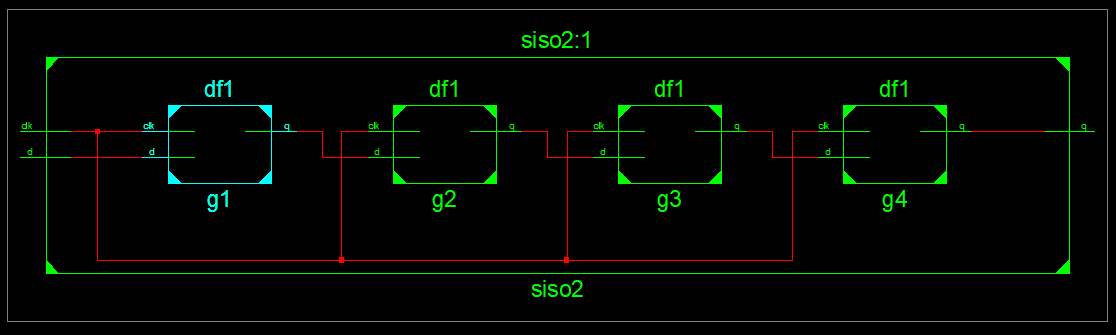 siso2:1
df1 df1 df1 df1
clk clk q clk q clk q clk q q
d d d d d
g1 g2 g3 g4
siso2